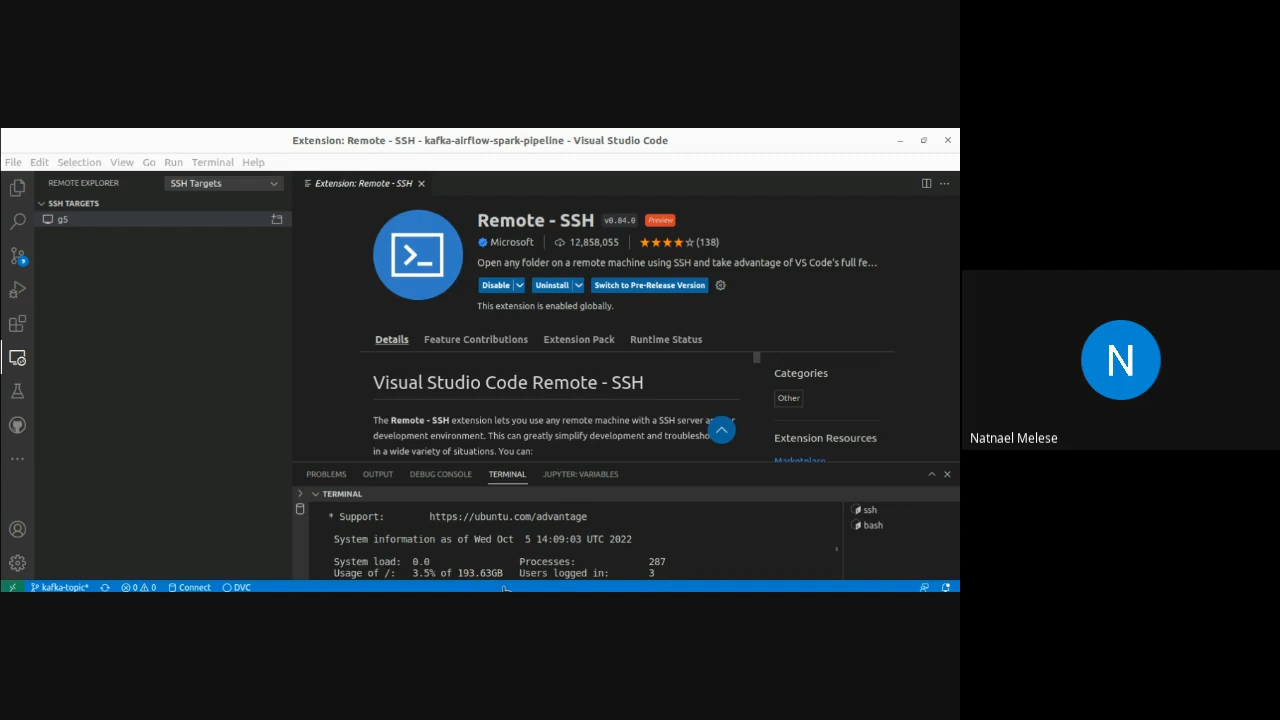 Extension: Remote - SSH - kafka-airflow-spark-pipeline - Visual Studio Code
File Edit Selection View Go Run Terminal Help
REMOTE EXPLORER
SSH Targets
SSH TARGETS
g5
Extension: Remote - SSH
Remote - SSH v0.84.0 Preview
Microsoft 12,858,055 (138)
Open any folder on a remote machine using SSH and take advantage of VS Code's full fe...
Disable Uninstall Switch to Pre-Release Version
This extension is enabled globally.
Details Feature Contributions Extension Pack Runtime Status
Visual Studio Code Remote - SSH
The Remote - SSH extension lets you use any remote machine with a SSH server as
development environment. This can greatly simplify development and troublesho
in a wide variety of situations. You can:
Categories
Other
Extension Resources
Marketplace
PROBLEMS OUTPUT DEBUG CONSOLE TERMINAL JUPYTER: VARIABLES
TERMINAL
* Support: https://ubuntu.com/advantage
System information as of Wed Oct 5 14:09:03 UTC 2022
System load: 0.0 Processes: 287
Usage of /: 3.5% of 193.63GB Users logged in: 3
ssh
bash
kafka-topic* 0 0 Connect DVC
N
Natnael Melese